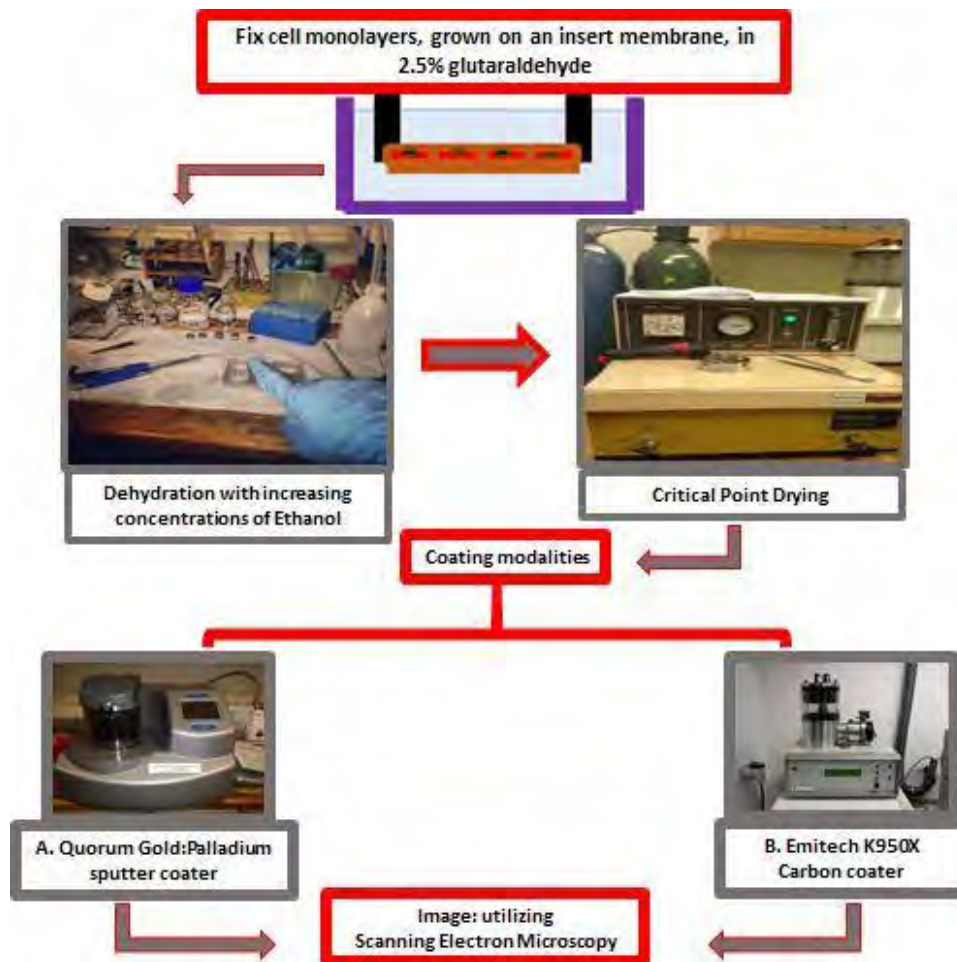 Fix cell monolayers, grown on an insert membrane, in
2.5% glutaraldehyde
Dehydration with increasing
concentrations of Ethanol
Critical Point Drying
Coating modalities
A. Quorum Gold:Palladium
sputter coater
B. Emitech K950X
Carbon coater
Image: utilizing
Scanning Electron Microscopy